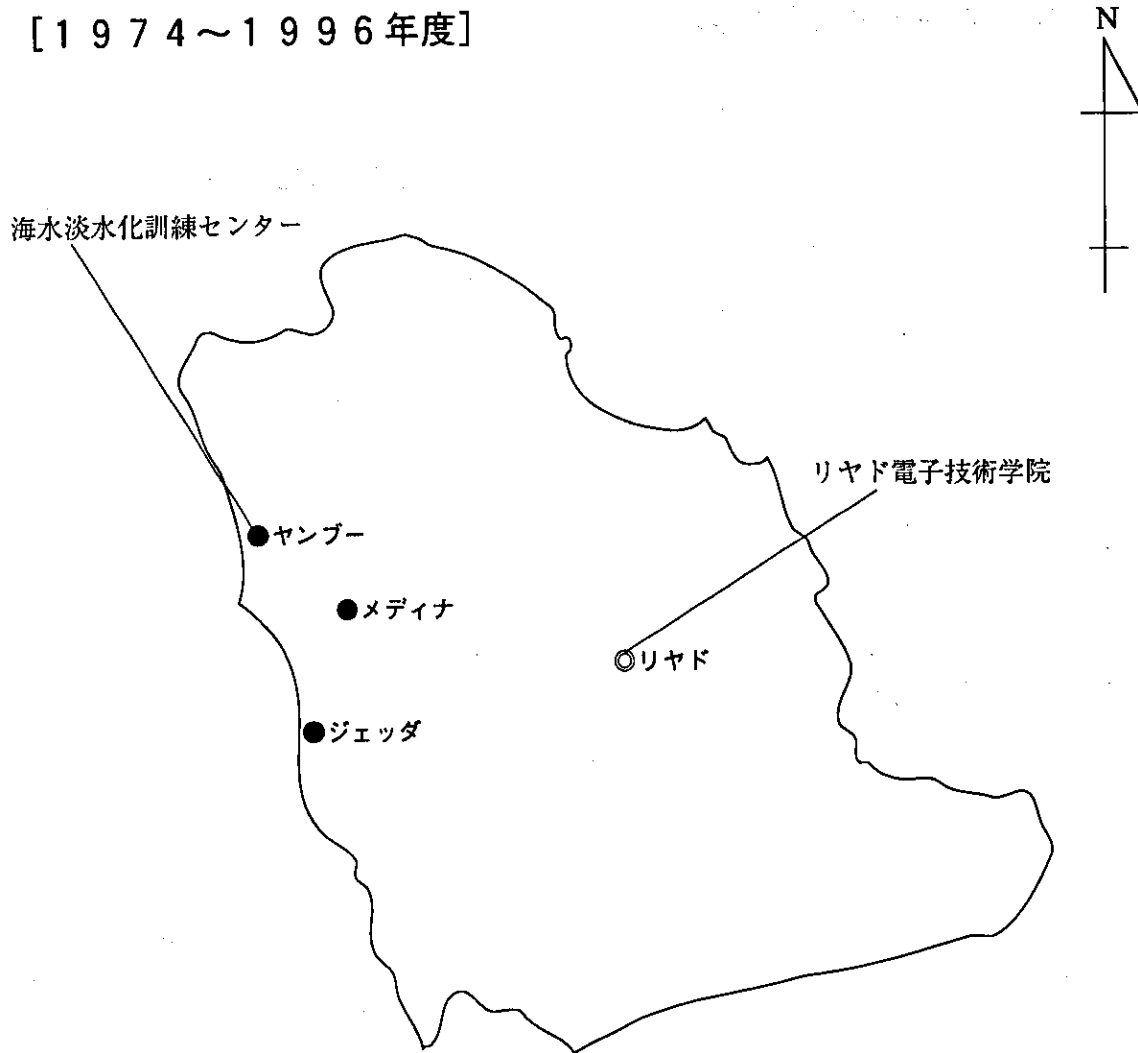 [1974～1996年度]
N
海水淡水化訓練センター
リヤド電子技術学院
ヤンブー
メディナ
リヤド
ジェッダ